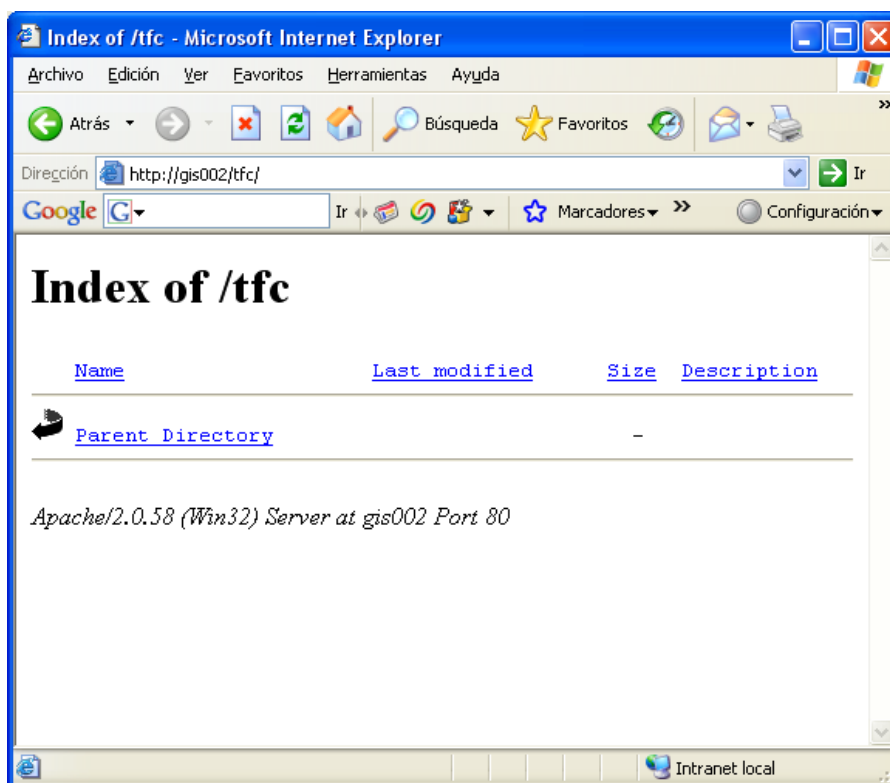 Index of /tfc - Microsoft Internet Explorer
Archivo Edición Ver Favoritos Herramientas Ayuda
Atrás Búsqueda Favoritos »
Dirección http://gis002/tfc/ Ir
Google G Ir Marcadores » Configuración
Index of /tfc
Name Last modified Size Description
Parent Directory -
Apache/2.0.58 (Win32) Server at gis002 Port 80
Intranet local